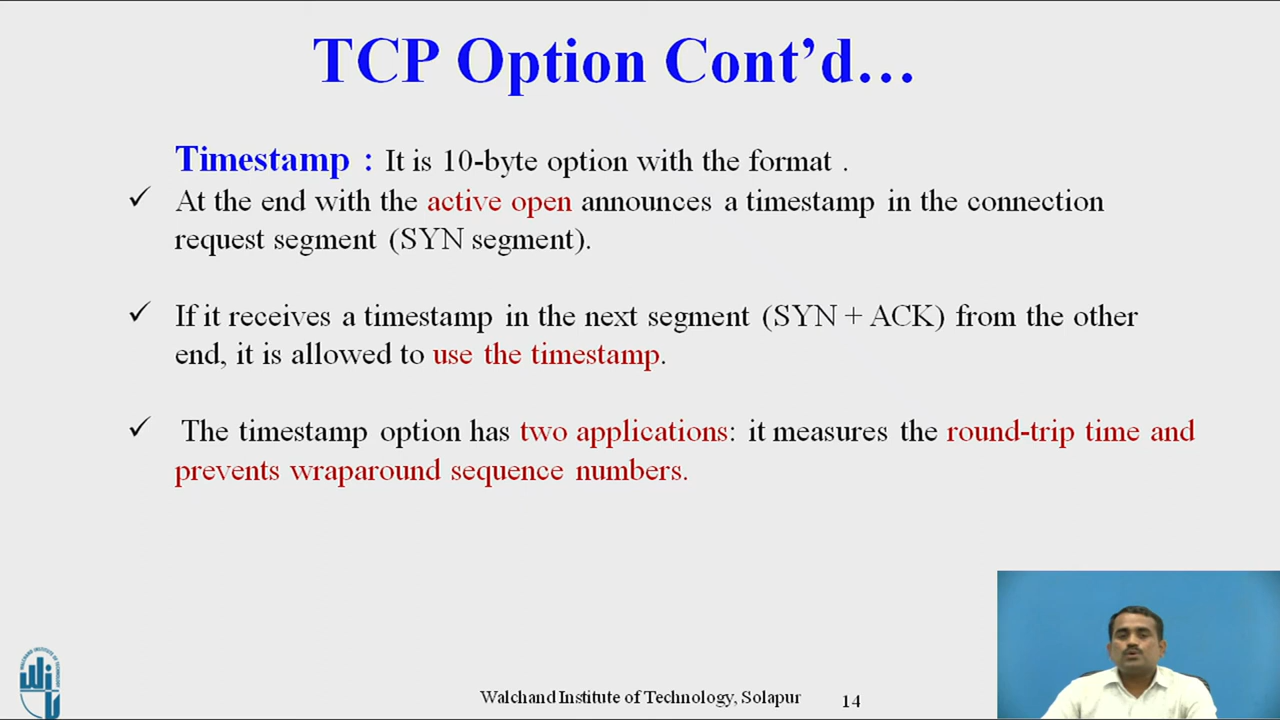 TCP Option Cont’d…
Timestamp : It is 10-byte option with the format .
✓ At the end with the active open announces a timestamp in the connection
request segment (SYN segment).
✓ If it receives a timestamp in the next segment (SYN + ACK) from the other
end, it is allowed to use the timestamp.
✓ The timestamp option has two applications: it measures the round-trip time and
prevents wraparound sequence numbers.
Walchand Institute of Technology, Solapur 14